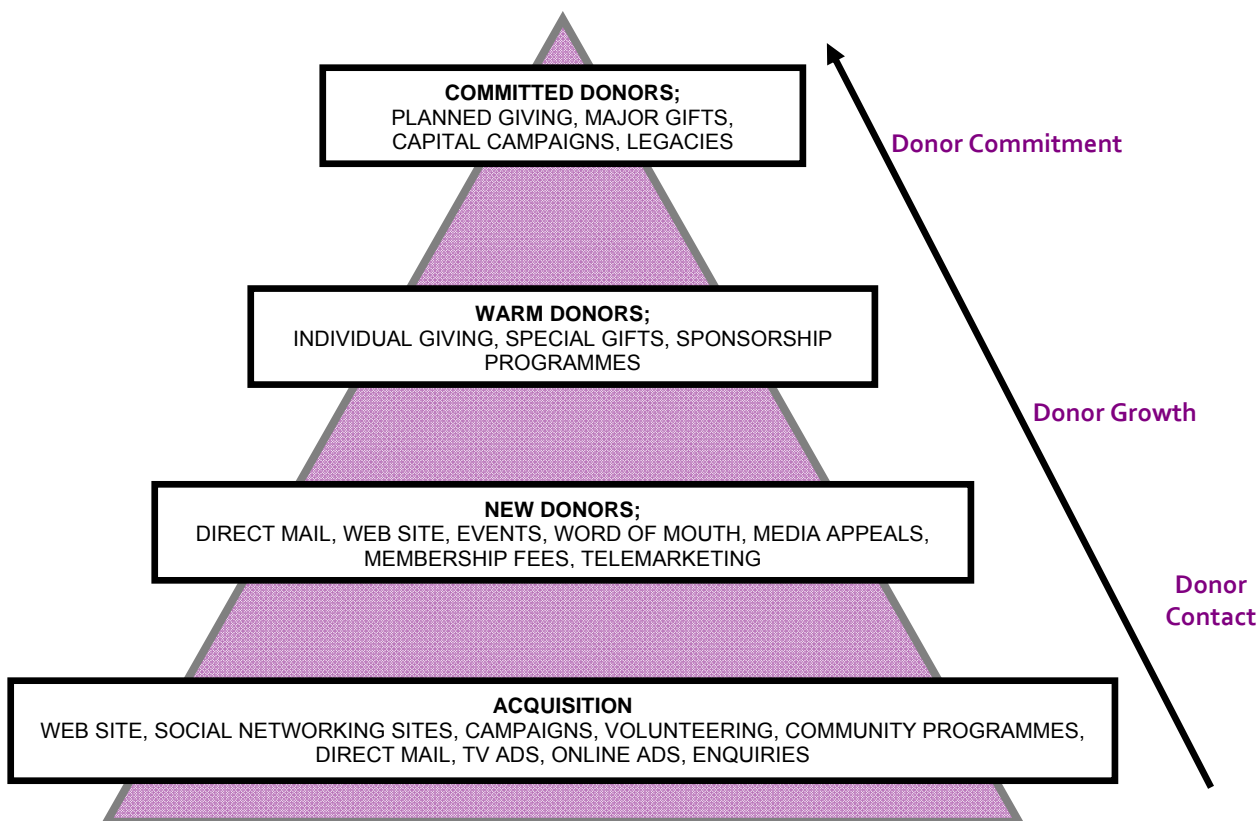 COMMITTED DONORS;
PLANNED GIVING, MAJOR GIFTS,
CAPITAL CAMPAIGNS, LEGACIES
Donor Commitment
WARM DONORS;
INDIVIDUAL GIVING, SPECIAL GIFTS, SPONSORSHIP
PROGRAMMES
Donor Growth
NEW DONORS;
DIRECT MAIL, WEB SITE, EVENTS, WORD OF MOUTH, MEDIA APPEALS,
MEMBERSHIP FEES, TELEMARKETING
Donor
Contact
ACQUISITION
WEB SITE, SOCIAL NETWORKING SITES, CAMPAIGNS, VOLUNTEERING, COMMUNITY PROGRAMMES,
DIRECT MAIL, TV ADS, ONLINE ADS, ENQUIRIES